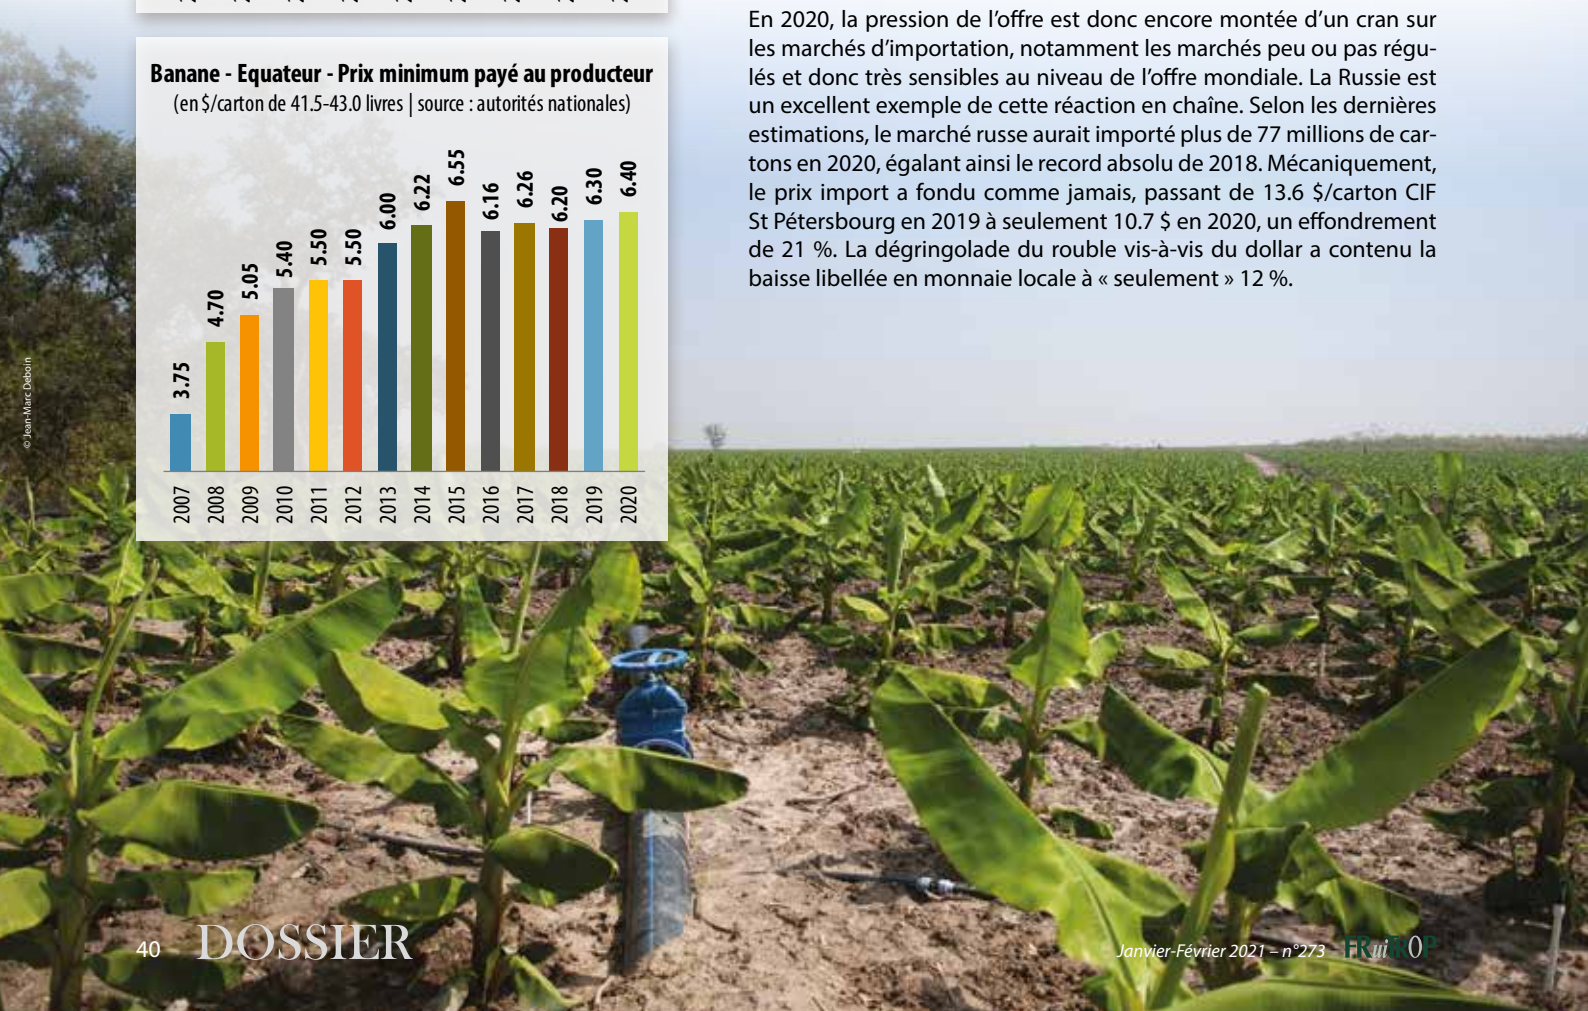 Banane - Equateur - Prix minimum payé au producteur
(en $/carton de 41.5-43.0 livres | source : autorités nationales)
3.75
4.70
5.05
5.40
5.50
5.50
6.00
6.22
6.55
6.16
6.26
6.20
6.30
6.40
2007
2008
2009
2010
2011
2012
2013
2014
2015
2016
2017
2018
2019
2020
En 2020, la pression de l’offre est donc encore montée d’un cran sur
les marchés d’importation, notamment les marchés peu ou pas régu-
lés et donc très sensibles au niveau de l’offre mondiale. La Russie est
un excellent exemple de cette réaction en chaîne. Selon les dernières
estimations, le marché russe aurait importé plus de 77 millions de car-
tons en 2020, égalant ainsi le record absolu de 2018. Mécaniquement,
le prix import a fondu comme jamais, passant de 13.6 $/carton CIF
St Pétersbourg en 2019 à seulement 10.7 $ en 2020, un effondrement
de 21 %. La dégringolade du rouble vis-à-vis du dollar a contenu la
baisse libellée en monnaie locale à « seulement » 12 %.
© Jean-Marc Deboin
40
DOSSIER
Janvier-Février 2021 – n°273
FRuiTROP